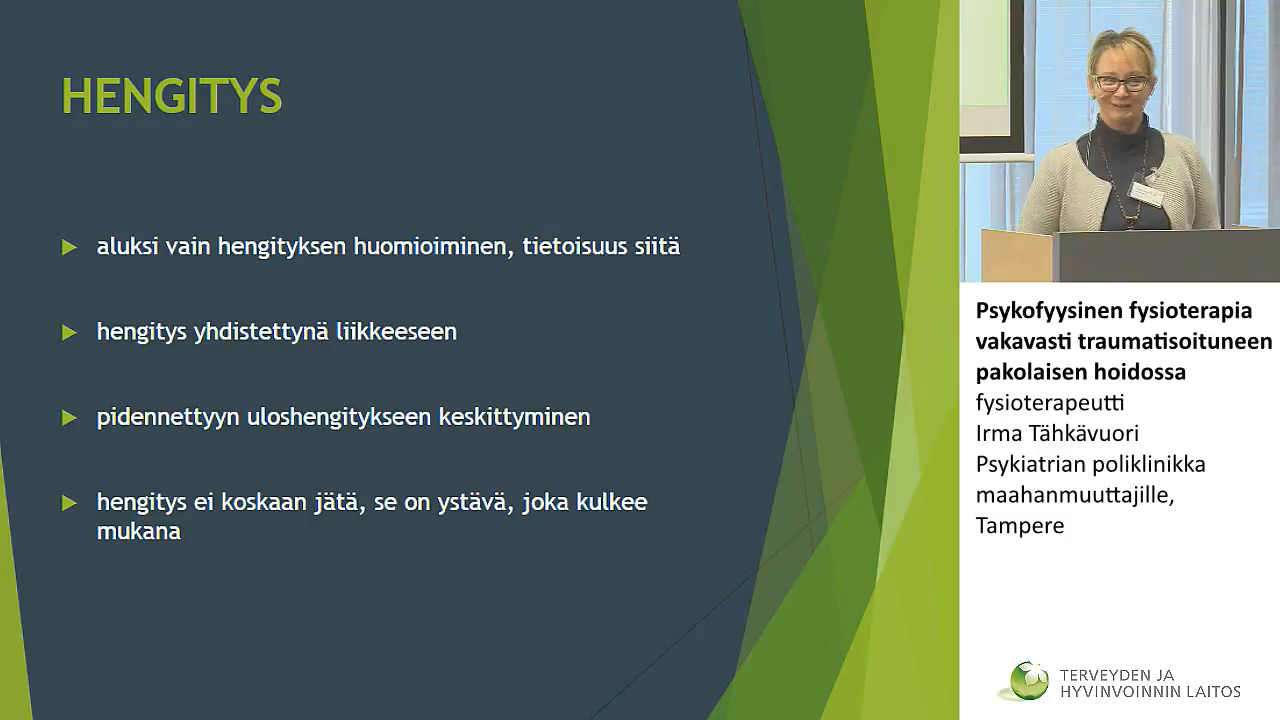 HENGITYS
aluksi vain hengityksen huomioiminen, tietoisuus siitä
hengitys yhdistettynä liikkeeseen
pidennettyyn uloshengitykseen keskittyminen
hengitys ei koskaan jätä, se on ystävä, joka kulkee
mukana
Psykofyysinen fysioterapia
vakavasti traumatisoituneen
pakolaisen hoidossa
fysioterapeutti
Irma Tähkävuori
Psykiatrian poliklinikka
maahanmuuttajille,
Tampere
TERVEYDEN JA
HYVINVOINNIN LAITOS